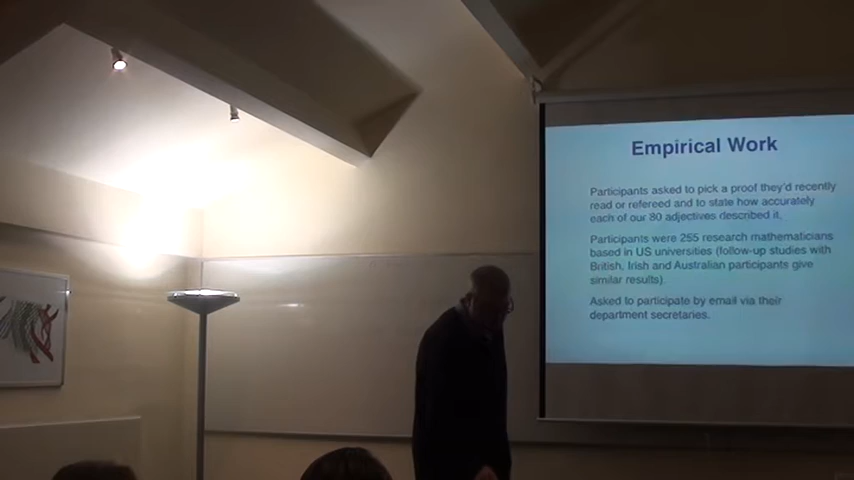 Empirical Work
Participants asked to pick a proof they'd recently
read or refereed and to state how accurately
each of our 80 adjectives described it.
Participants were 255 research mathematicians
based in US universities (follow-up studies with
British, Irish and Australian participants give
similar results).
Asked to participate by email via their
department secretaries.